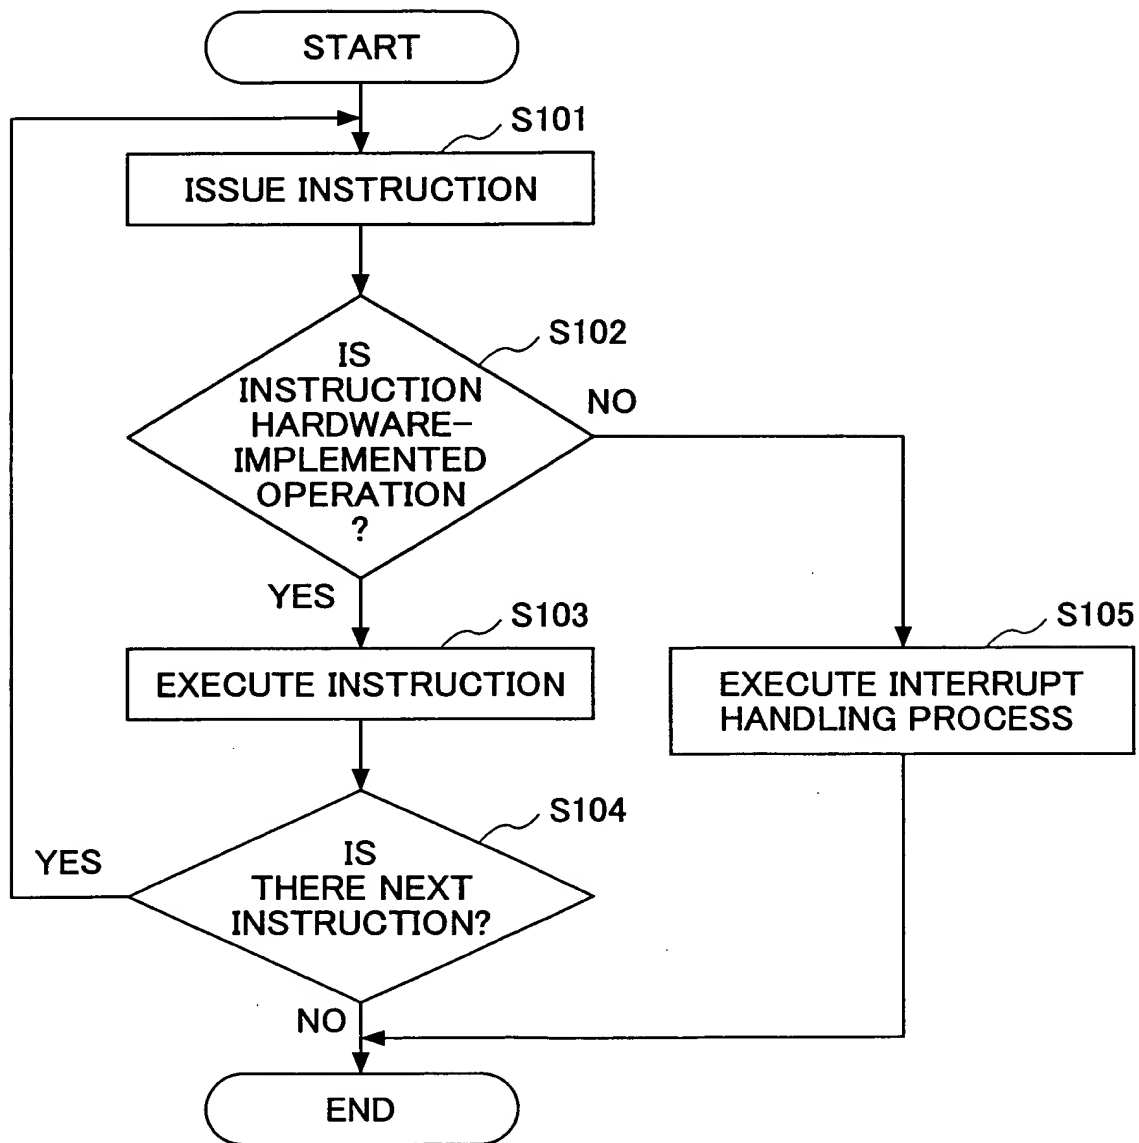 START
S101
ISSUE INSTRUCTION
S102
IS
INSTRUCTION
HARDWARE-
IMPLEMENTED
OPERATION
?
NO
YES
S103
EXECUTE INSTRUCTION
S105
EXECUTE INTERRUPT
HANDLING PROCESS
S104
YES
IS
THERE NEXT
INSTRUCTION?
NO
END